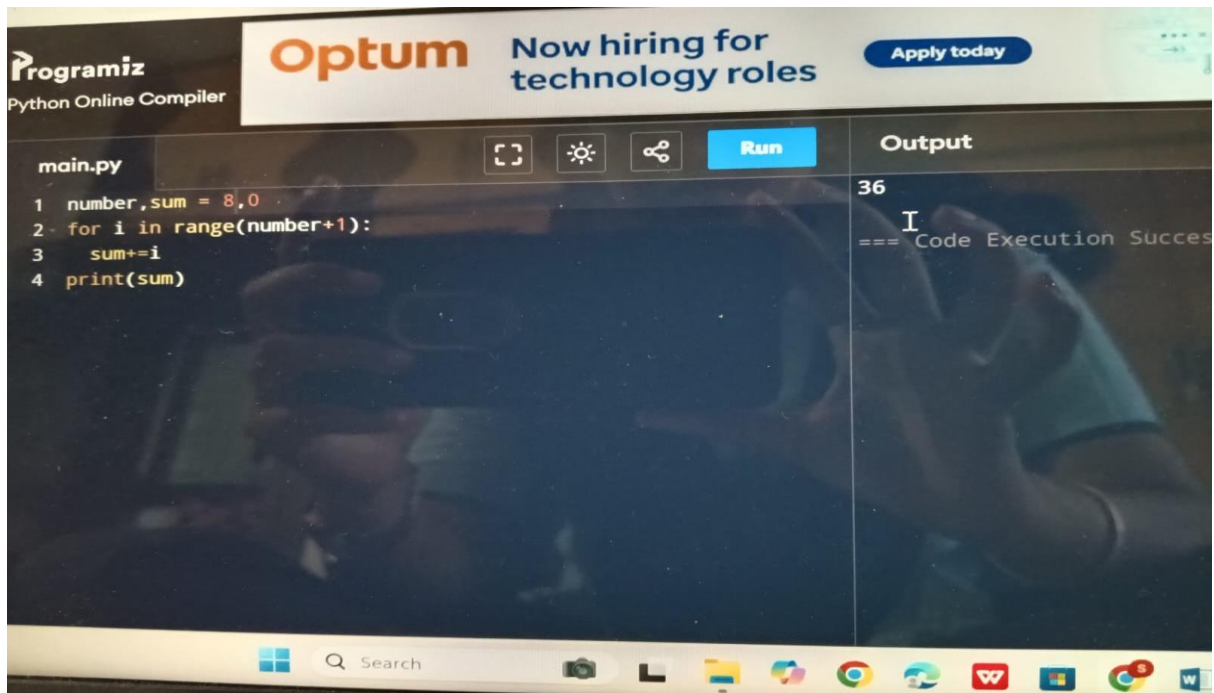 Programiz
Python Online Compiler
Optum
Now hiring for
technology roles
Apply today
main.py
Run
Output
1 number,sum = 8,0
2 for i in range(number+1):
3 sum+=i
4 print(sum)
36
=== Code Execution Succes
Search
S
W
W